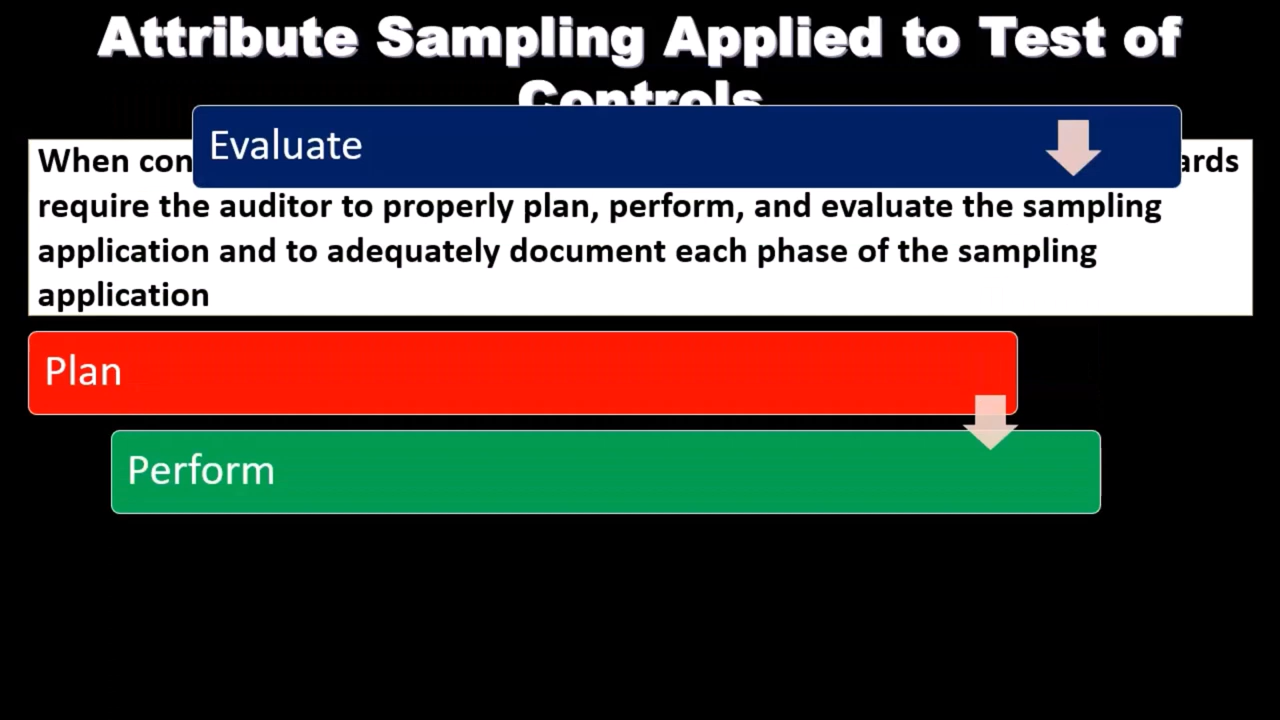 Attribute Sampling Applied to Test of
Controls
Evaluate
When con ards
require the auditor to properly plan, perform, and evaluate the sampling
application and to adequately document each phase of the sampling
application
Plan
Perform